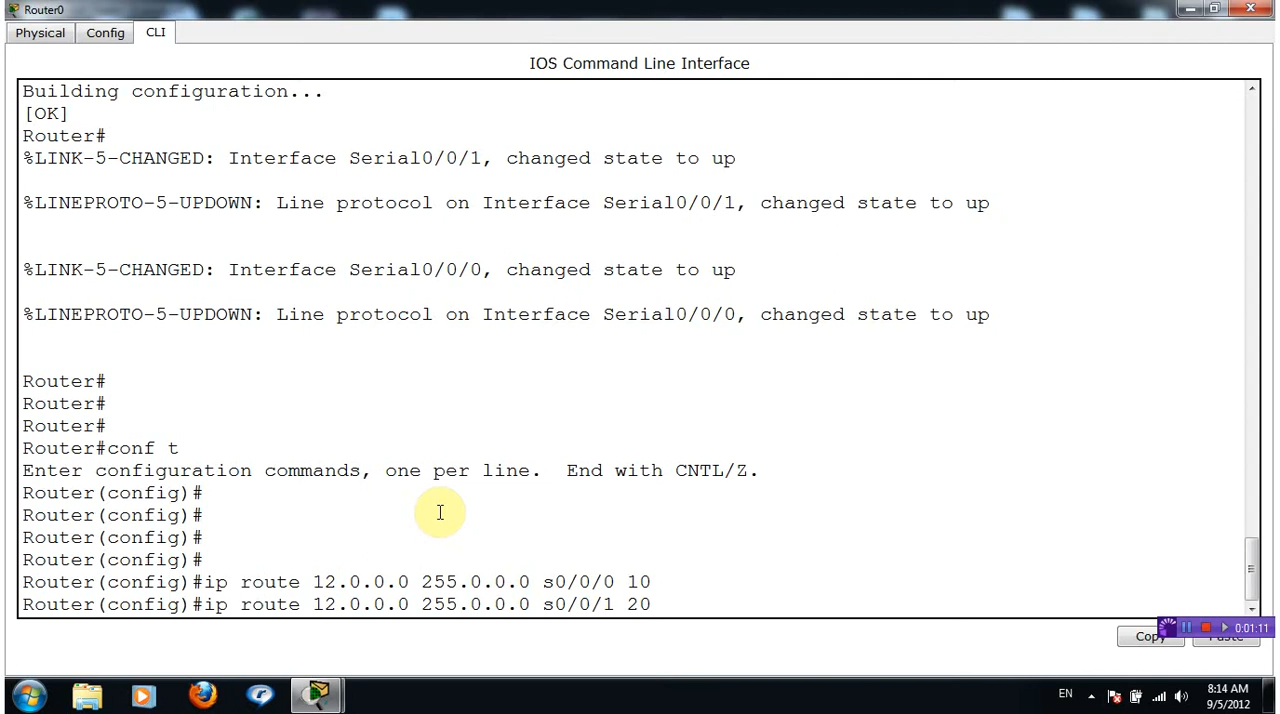 Router0
Physical Config CLI
IOS Command Line Interface
Building configuration...
[OK]
Router#
%LINK-5-CHANGED: Interface Serial0/0/1, changed state to up
%LINEPROTO-5-UPDOWN: Line protocol on Interface Serial0/0/1, changed state to up
%LINK-5-CHANGED: Interface Serial0/0/0, changed state to up
%LINEPROTO-5-UPDOWN: Line protocol on Interface Serial0/0/0, changed state to up
Router#
Router#
Router#
Router#conf t
Enter configuration commands, one per line.  End with CNTL/Z.
Router(config)#
Router(config)#
Router(config)#
Router(config)#
Router(config)#ip route 12.0.0.0 255.0.0.0 s0/0/0 10
Router(config)#ip route 12.0.0.0 255.0.0.0 s0/0/1 20
0:01:11
Copy Paste
EN 8:14 AM
9/5/2012